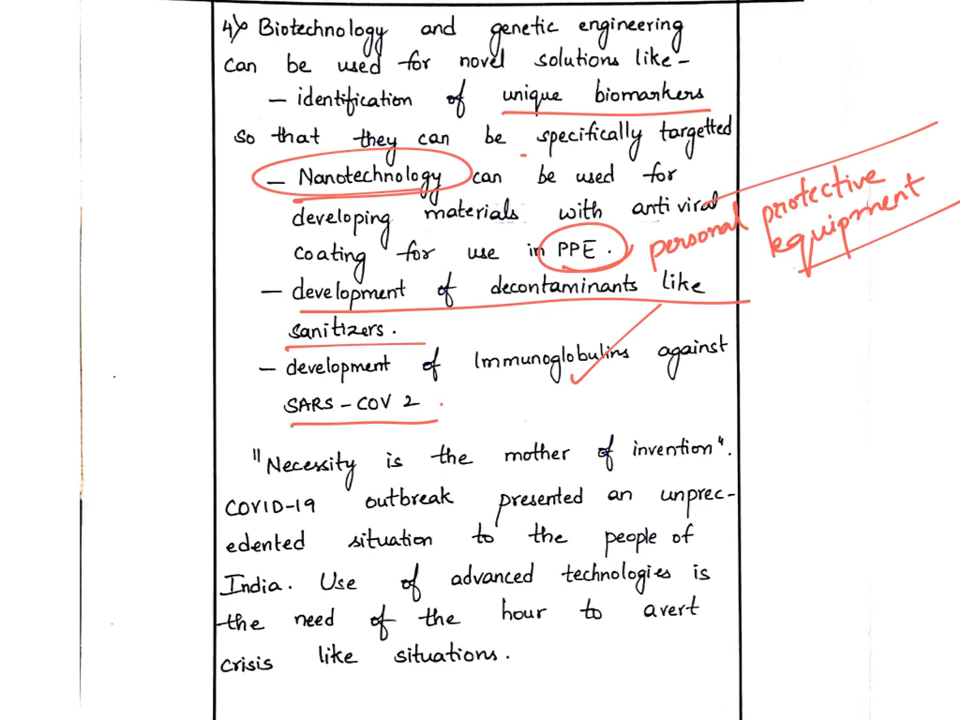 4) Biotechnology and genetic engineering
can be used for novel solutions like -
- identification of unique biomarkers
so that they can be specifically targetted
- Nanotechnology can be used for
developing materials with anti viral
coating for use in PPE. personal protective equipment
- development of decontaminants like
sanitizers.
- development of Immunoglobulins against
SARS - COV 2
"Necessity is the mother of invention".
COVID-19 outbreak presented an unprec-
edented situation to the people of
India. Use of advanced technologies is
the need of the hour to avert
crisis like situations.